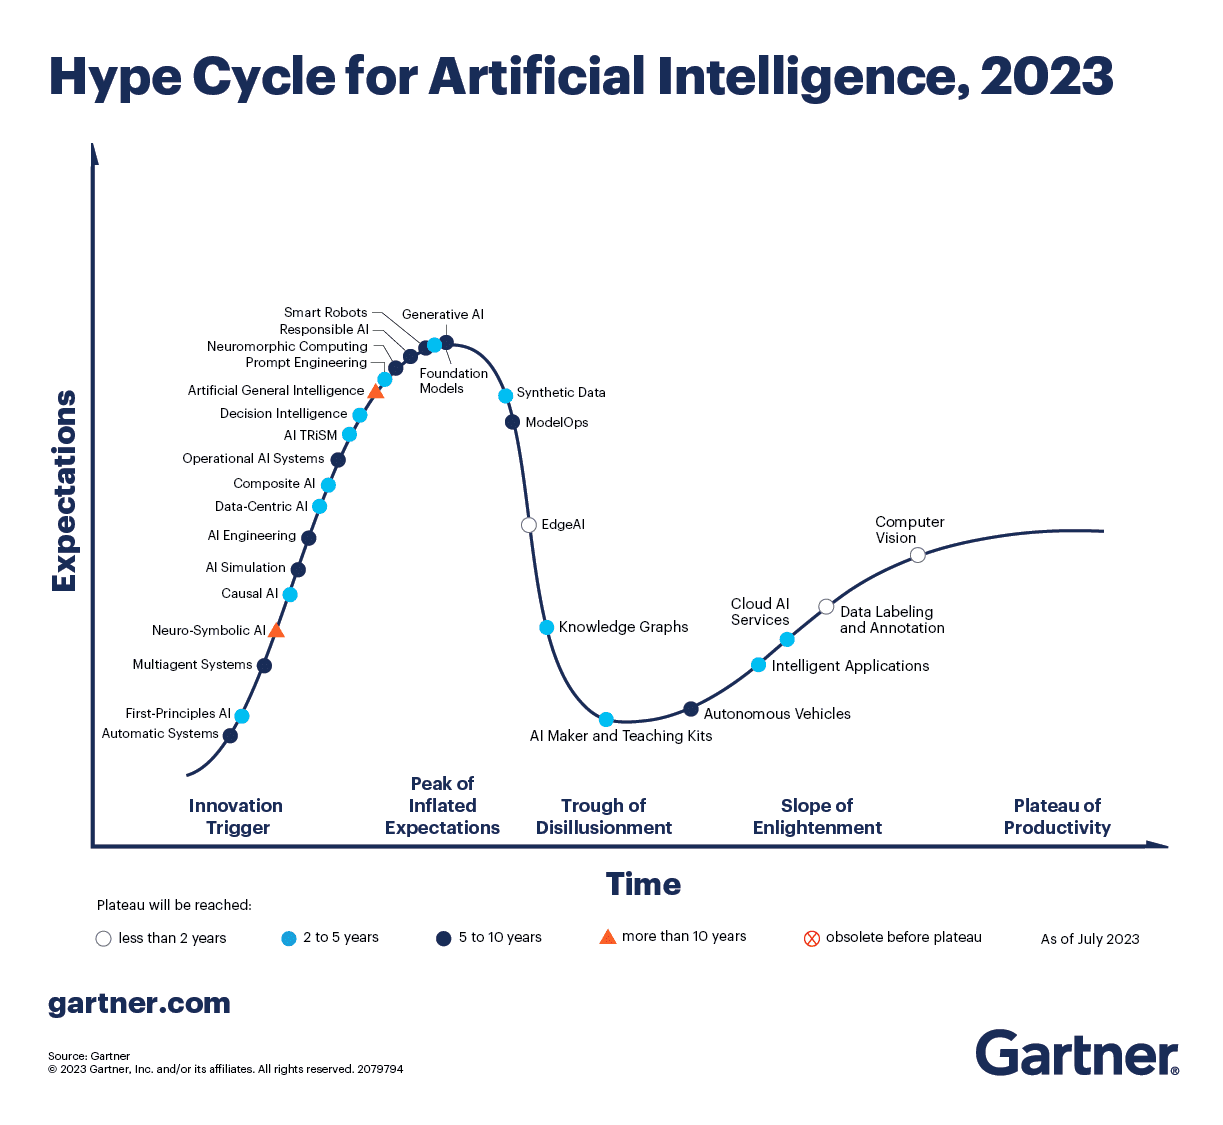 Hype Cycle for Artificial Intelligence, 2023
Expectations
Smart Robots
Generative AI
Responsible AI
Neuromorphic Computing
Prompt Engineering
Foundation
Models
Artificial General Intelligence
Decision Intelligence
AI TRiSM
Operational AI Systems
Composite AI
Data-Centric AI
AI Engineering
AI Simulation
Causal AI
Neuro-Symbolic AI
Multiagent Systems
First-Principles AI
Automatic Systems
Synthetic Data
ModelOps
EdgeAI
Knowledge Graphs
AI Maker and Teaching Kits
Autonomous Vehicles
Intelligent Applications
Cloud AI
Services
Data Labeling
and Annotation
Computer
Vision
Innovation
Trigger
Peak of
Inflated
Expectations
Trough of
Disillusionment
Slope of
Enlightenment
Plateau of
Productivity
Time
Plateau will be reached:
less than 2 years
2 to 5 years
5 to 10 years
more than 10 years
obsolete before plateau
As of July 2023
gartner.com
Source: Gartner
© 2023 Gartner, Inc. and/or its affiliates. All rights reserved. 2079794
Gartner®